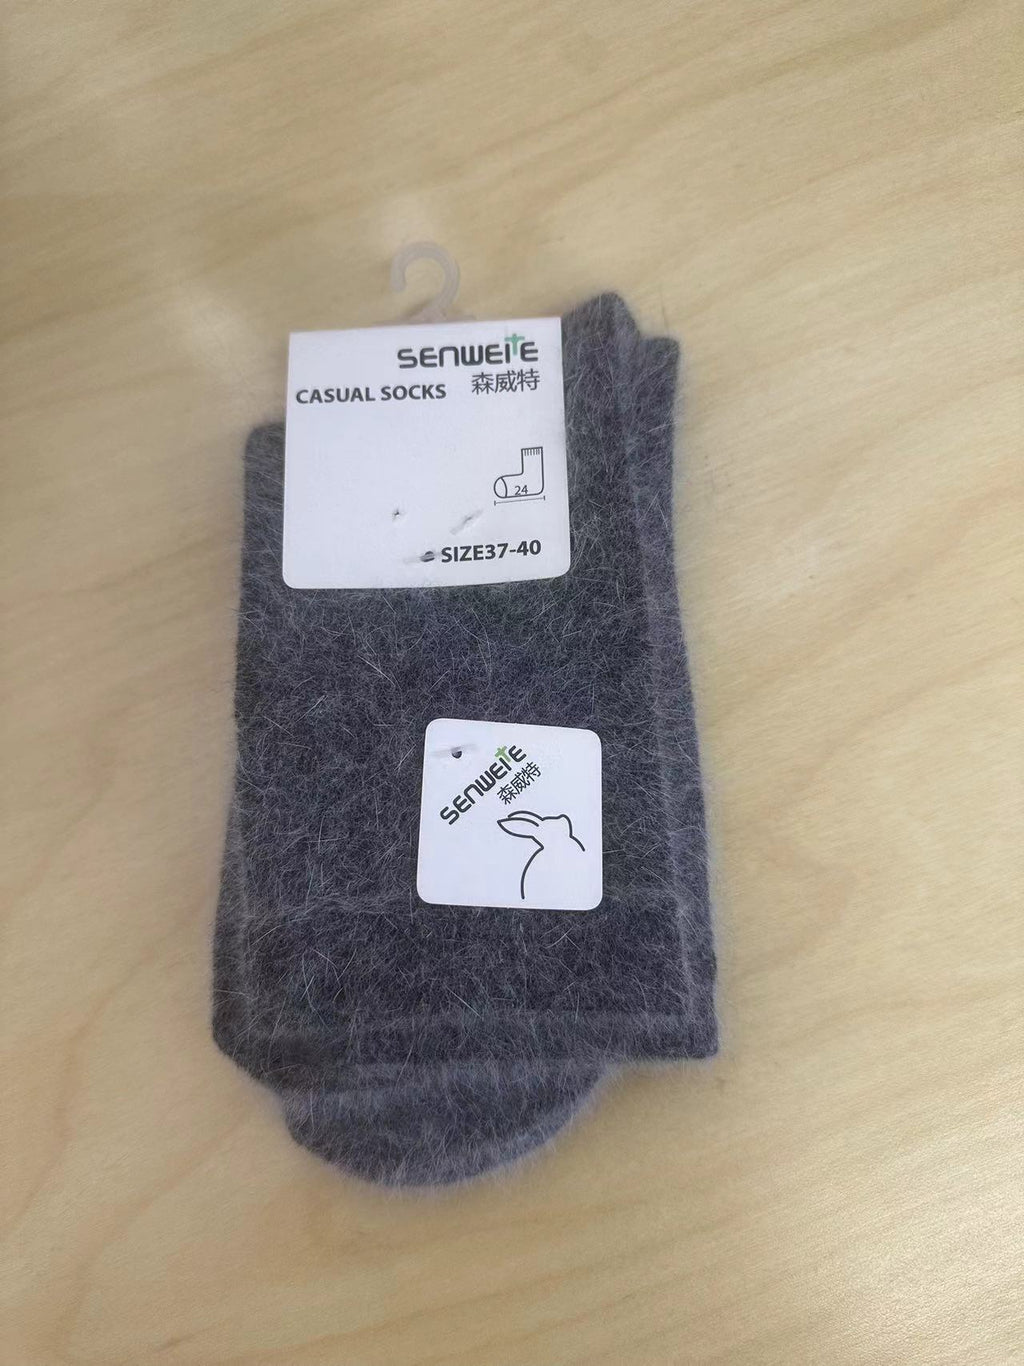 SENWEITE
森威特
CASUAL SOCKS
24
SIZE37-40
SENWEITE
森威特